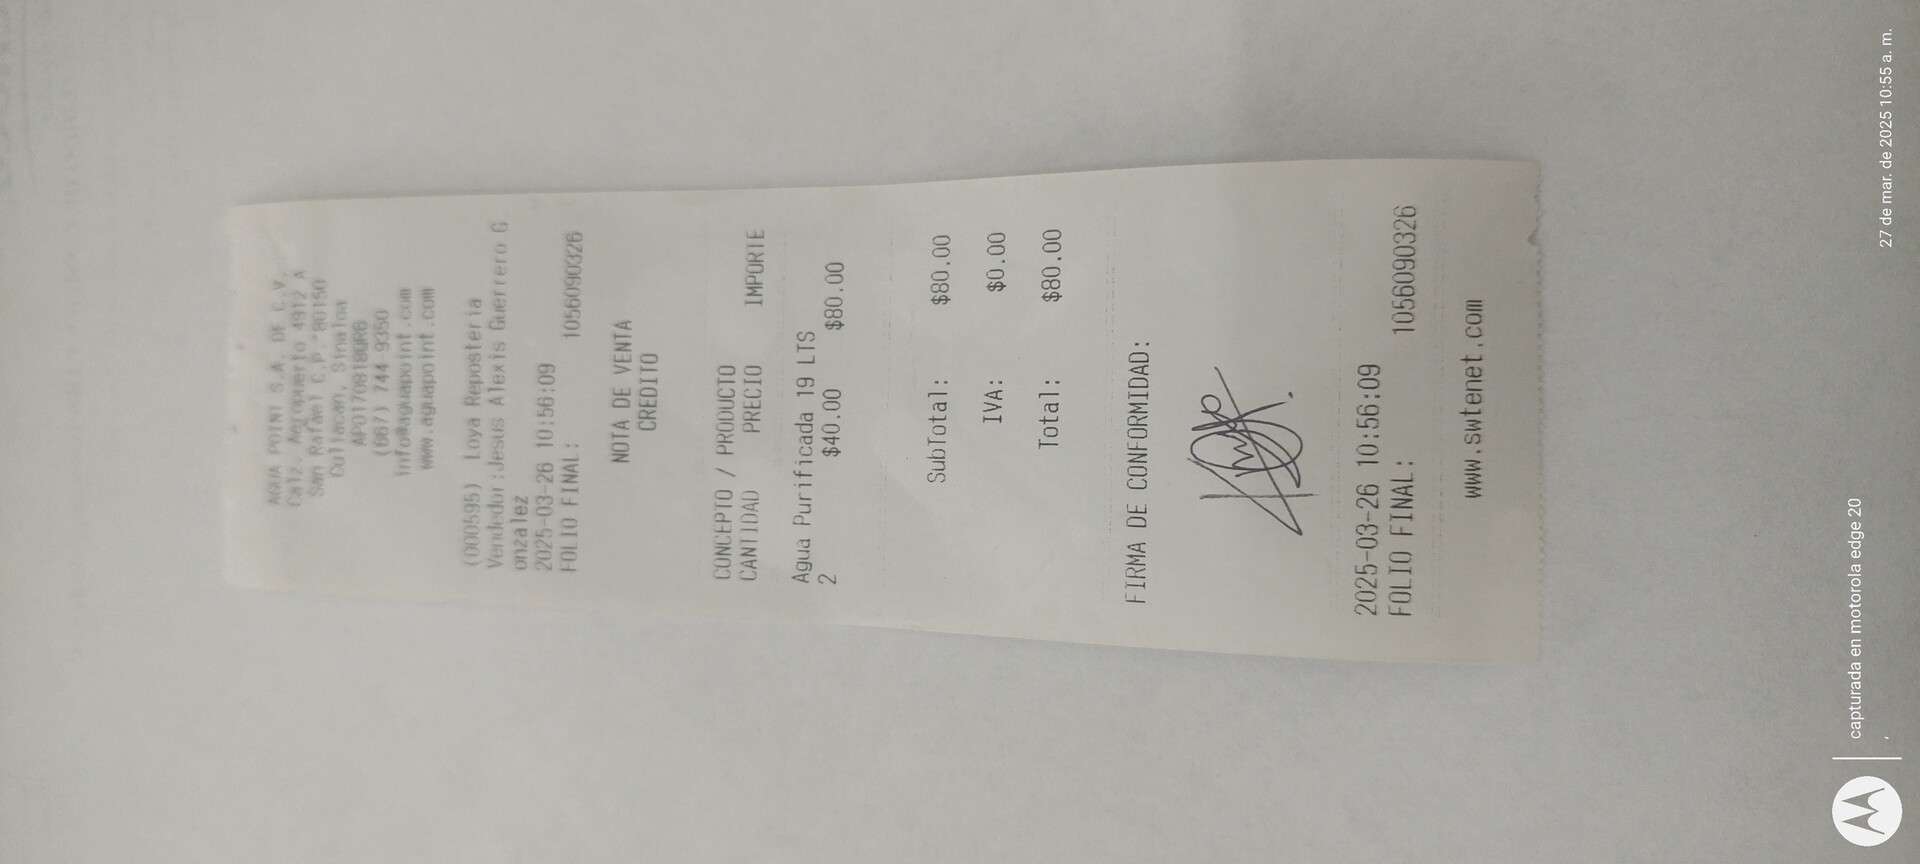 AGUA POINT S.A. DE C.V.
Calz. Aeropuerto 4912 A
San Rafael C.P. 80150
Culiacan, Sinaloa
APO170818QR6
(667) 744-9350
info@aguapoint.com
www.aguapoint.com
(000595) Loya Reposteria
Vendedor:Jesus Alexis Guerrero G
onzalez
2025-03-26 10:56:09
FOLIO FINAL: 1056090326
NOTA DE VENTA
CREDITO
CONCEPTO / PRODUCTO
CANTIDAD PRECIO IMPORTE
Agua Purificada 19 LTS
2 $40.00 $80.00
SubTotal: $80.00
IVA: $0.00
Total: $80.00
FIRMA DE CONFORMIDAD:
2025-03-26 10:56:09
FOLIO FINAL: 1056090326
www.swtenet.com
capturada en motorola edge 20
27 de mar. de 2025 10:55 a. m.